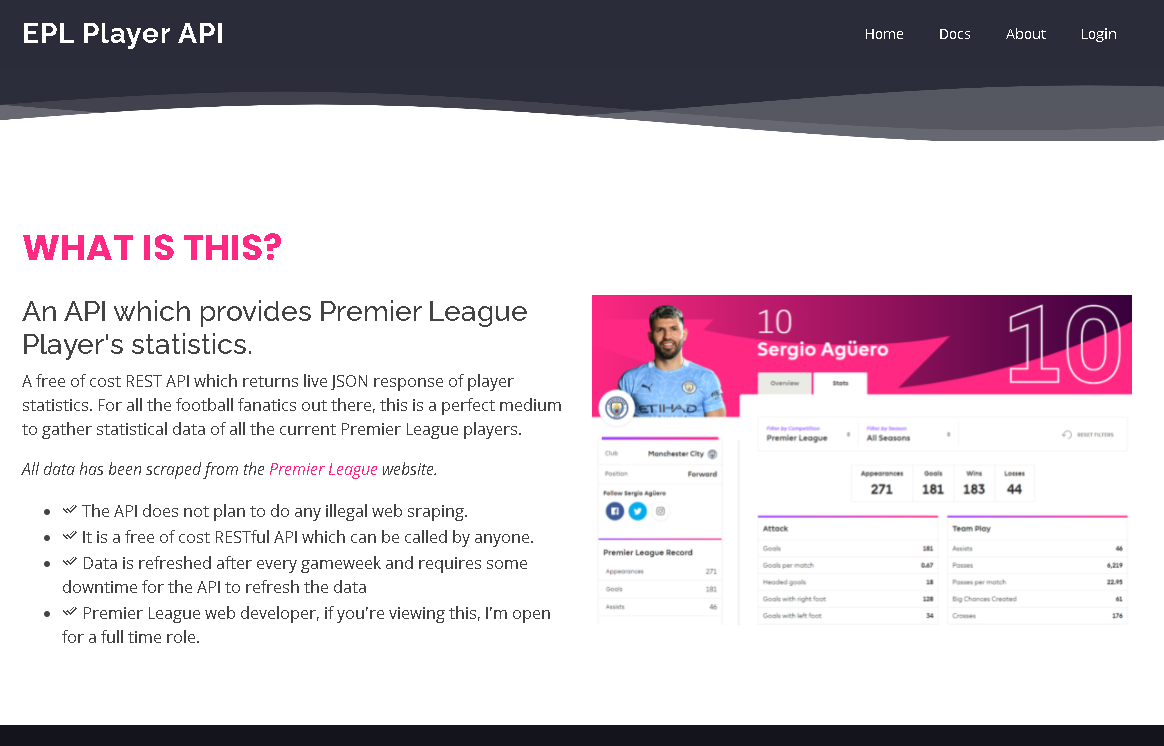 EPL Player API
Home Docs About Login
WHAT IS THIS?
An API which provides Premier League
Player's statistics.
A free of cost REST API which returns live JSON response of player
statistics. For all the football fanatics out there, this is a perfect medium
to gather statistical data of all the current Premier League players.
All data has been scraped from the Premier League website.
The API does not plan to do any illegal web sraping.
It is a free of cost RESTful API which can be called by anyone.
Data is refreshed after every gameweek and requires some
downtime for the API to refresh the data
Premier League web developer, if you're viewing this, I'm open
for a full time role.
10
Sergio Agüero
10
ETIHAD
Overview Stats
Filter by Competition Filter by Season
Premier League All Seasons
RESET FILTERS
Club Manchester City
Position Forward
Follow Sergio Agüero
Premier League Record
Appearances 271
Goals 181
Assists 46
Appearances Goals Wins Losses
271 181 183 44
Attack
Goals 181
Goals per match 0.67
Headed goals 18
Goals with right foot 128
Goals with left foot 34
Team Play
Assists 46
Passes 6,219
Passes per match 22.95
Big Chances Created 61
Crosses 176